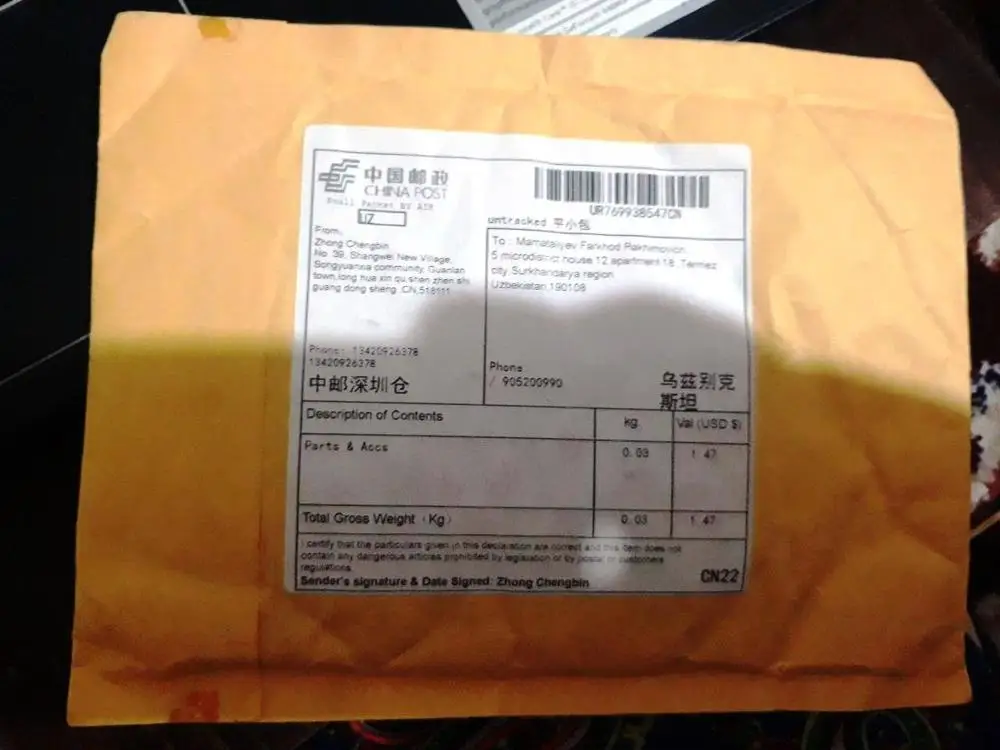 中国邮政
CHINA POST
Small Packet BY AIR
UZ
UR769938547CN
untracked 平小包
From:
Zhong Chengbin
No. 39, Shangwei New Village,
Songyuanxia community, Guanlan
town,long hua xin qu,shen zhen shi
guang dong sheng ,CN,518111
Phone: 13420926378
13420926378
中邮深圳仓
To : Mamataliyev Farkhod Rakhimovich
5 microdistrict house 12 apartment 18 ,Termez
city,Surkhandarya region
Uzbekistan,190108
Phone
/ 905200990
乌兹别克
斯坦
Description of Contents
kg.
Val (USD $)
Parts & Accs
0.03
1.47
Total Gross Weight (Kg)
0.03
1.47
I certify that the particulars given in this declaration are correct and this item does not
contain any dangerous articles prohibited by legislation or by postal or customers
regulations.
Sender's signature & Date Signed: Zhong Chengbin
CN22